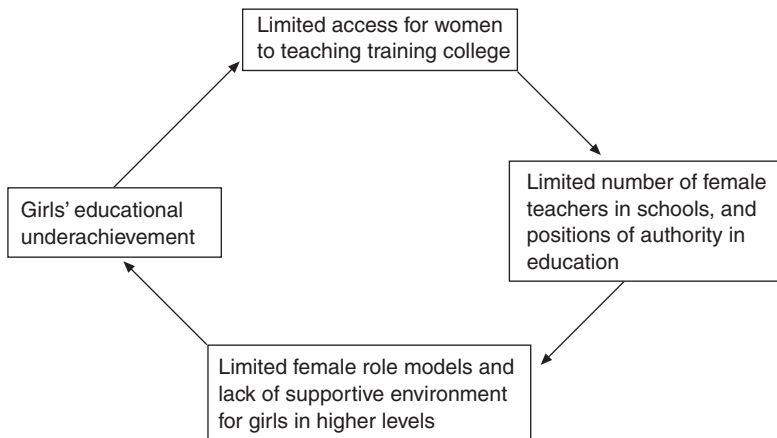 Limited access for women
to teaching training college
Limited number of female
teachers in schools, and
positions of authority in
education
Limited female role models and
lack of supportive environment
for girls in higher levels
Girls’ educational
underachievement